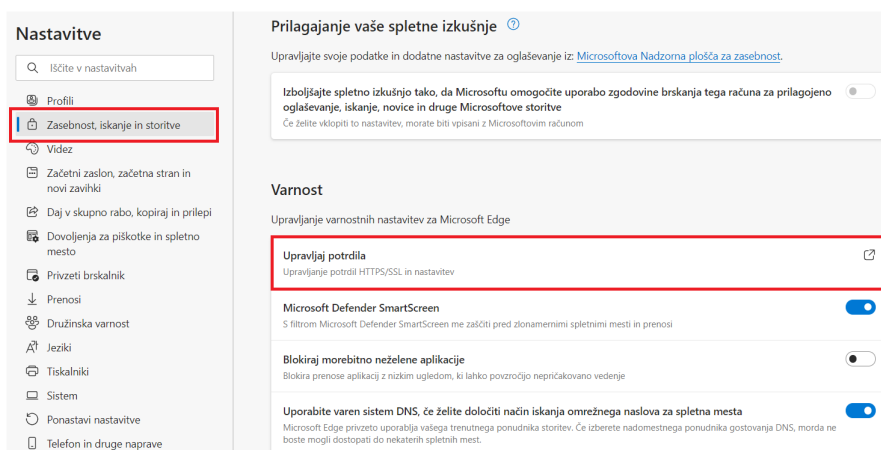 Nastavitve
Iščite v nastavitvah
Profili
Zasebnost, iskanje in storitve
Videz
Začetni zaslon, začetna stran in
novi zavihki
Daj v skupno rabo, kopiraj in prilepi
Dovoljenja za piškotke in spletno
mesto
Privzeti brskalnik
Prenosi
Družinska varnost
Jeziki
Tiskalniki
Sistem
Ponastavi nastavitve
Telefon in druge naprave
Prilagajanje vaše spletne izkušnje
Upravljajte svoje podatke in dodatne nastavitve za oglaševanje iz: Microsoftova Nadzorna plošča za zasebnost.
Izboljšajte spletno izkušnjo tako, da Microsoftu omogočite uporabo zgodovine brskanja tega računa za prilagojeno
oglaševanje, iskanje, novice in druge Microsoftove storitve
Če želite vklopiti to nastavitev, morate biti vpisani z Microsoftovim računom
Varnost
Upravljanje varnostnih nastavitev za Microsoft Edge
Upravljaj potrdila
Upravljanje potrdil HTTPS/SSL in nastavitev
Microsoft Defender SmartScreen
S filtrom Microsoft Defender SmartScreen me zaščiti pred zlonamernimi spletnimi mesti in prenosi
Blokiraj morebitno neželene aplikacije
Blokira prenose aplikacij z nizkim ugledom, ki lahko povzročijo nepričakovano vedenje
Uporabite varen sistem DNS, če želite določiti način iskanja omrežnega naslova za spletna mesta
Microsoft Edge privzeto uporablja vašega trenutnega ponudnika storitev. Če izberete nadomestnega ponudnika gostovanja DNS, morda ne
boste mogli dostopati do nekaterih spletnih mest.